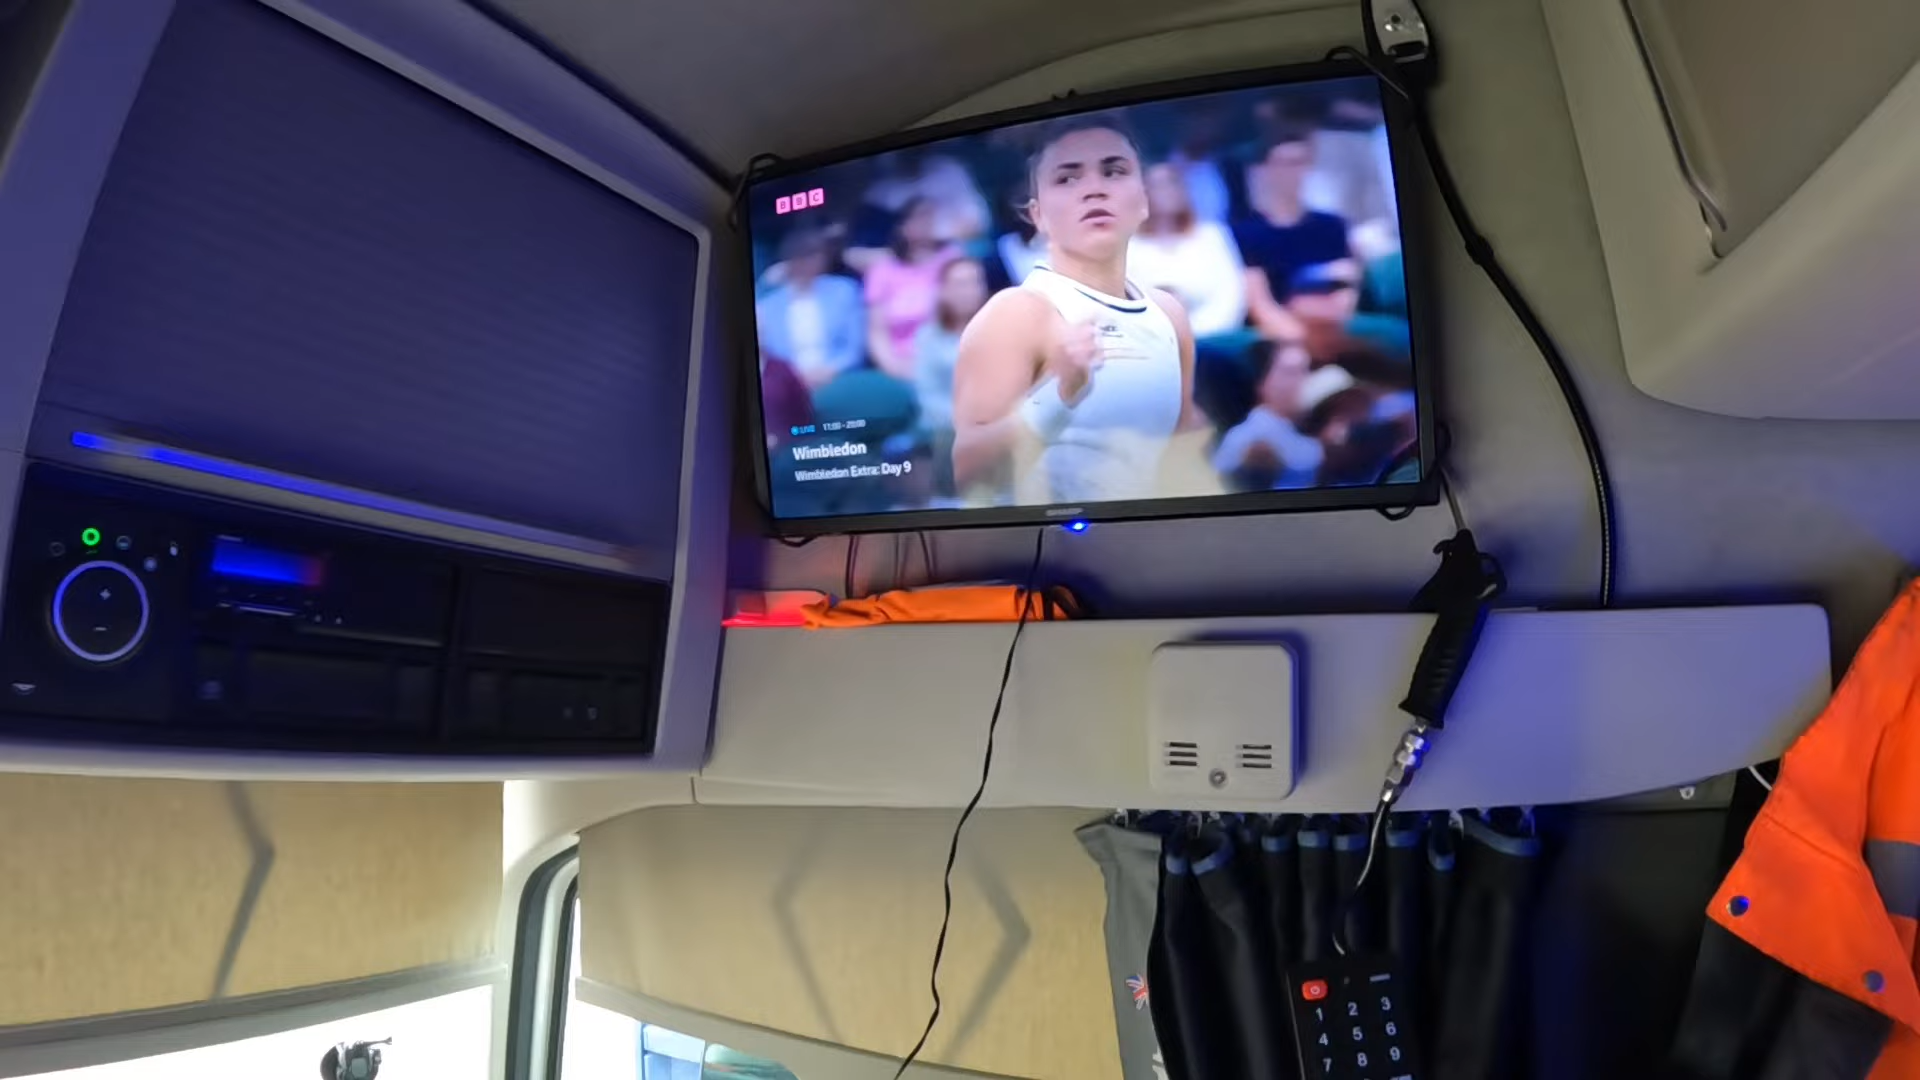 BBC
LIVE 11:00 - 20:00
Wimbledon
Wimbledon Extra: Day 9
SHARP
1 2 3
4 5 6
7 8 9